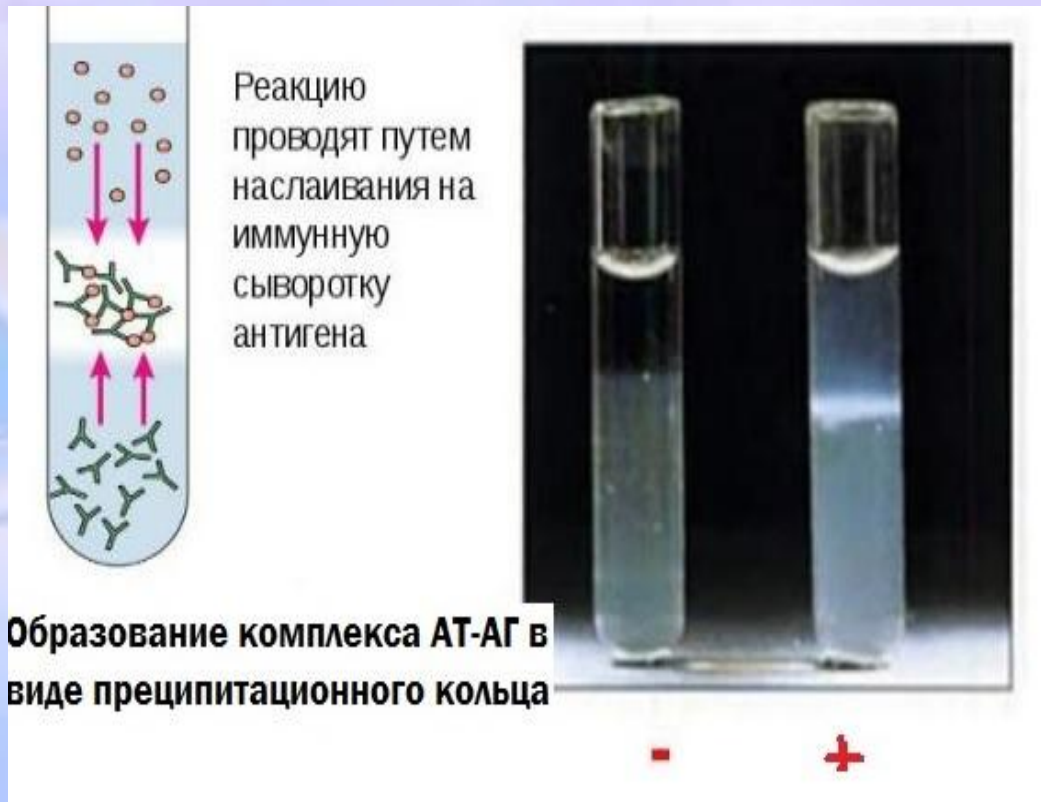 Реакцию
проводят путем
наслаивания на
иммунную
сыворотку
антигена
Образование комплекса АТ-АГ в
виде преципитационного кольца
- +